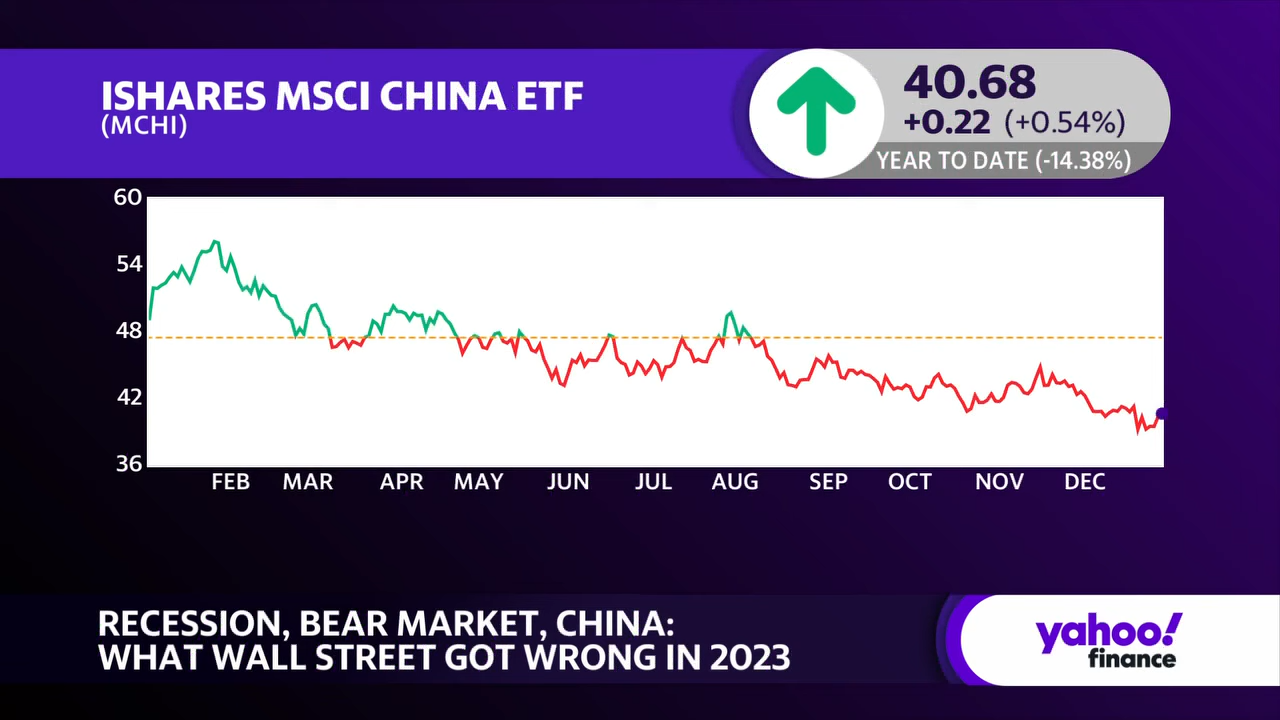 ISHARES MSCI CHINA ETF
(MCHI)
40.68
+0.22 (+0.54%)
YEAR TO DATE (-14.38%)
60
54
48
42
36
FEB MAR APR MAY JUN JUL AUG SEP OCT NOV DEC
RECESSION, BEAR MARKET, CHINA:
WHAT WALL STREET GOT WRONG IN 2023
yahoo!
finance